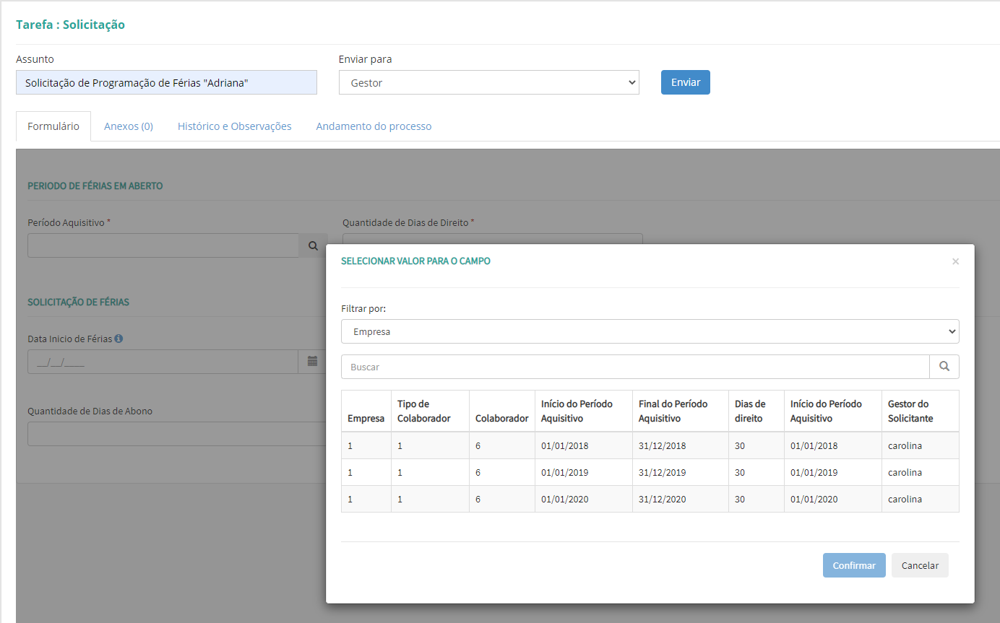 Tarefa : Solicitação
Assunto
Enviar para
Solicitação de Programação de Férias "Adriana"
Gestor
Enviar
Formulário
Anexos (0)
Histórico e Observações
Andamento do processo
PERIODO DE FÉRIAS EM ABERTO
Período Aquisitivo *
Quantidade de Dias de Direito *
SOLICITAÇÃO DE FÉRIAS
Data Inicio de Férias
__/__/____
Quantidade de Dias de Abono
SELECIONAR VALOR PARA O CAMPO
×
Filtrar por:
Empresa
Buscar
Empresa | Tipo de Colaborador | Colaborador | Início do Período Aquisitivo | Final do Período Aquisitivo | Dias de direito | Início do Período Aquisitivo | Gestor do Solicitante
1 | 1 | 6 | 01/01/2018 | 31/12/2018 | 30 | 01/01/2018 | carolina
1 | 1 | 6 | 01/01/2019 | 31/12/2019 | 30 | 01/01/2019 | carolina
1 | 1 | 6 | 01/01/2020 | 31/12/2020 | 30 | 01/01/2020 | carolina
Confirmar
Cancelar